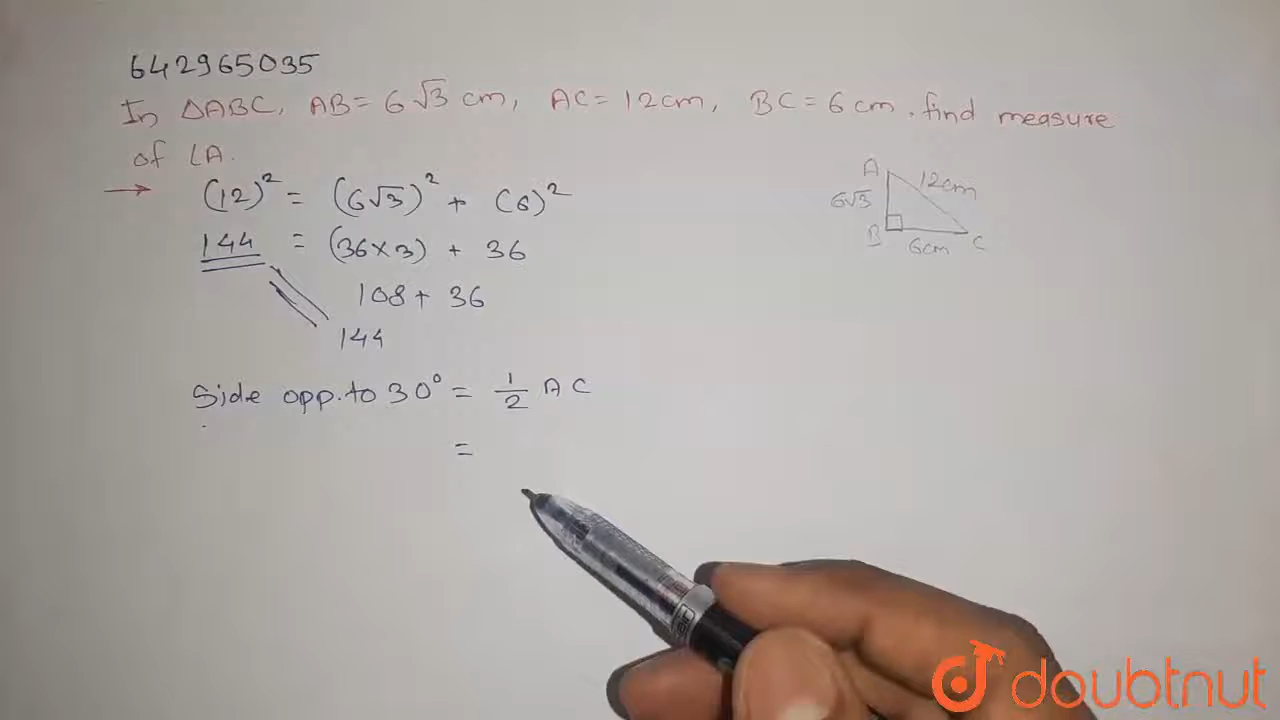 642965035
In △ABC, AB = 6√3 cm, AC = 12cm, BC = 6 cm. find measure
of ∠A.
→ (12)² = (6√3)² + (6)²
144 = (36×3) + 36
108 + 36
144
Side opp. to 30° = 1/2 AC
=
A
12cm
6√3
B
6cm
C
doubtnut